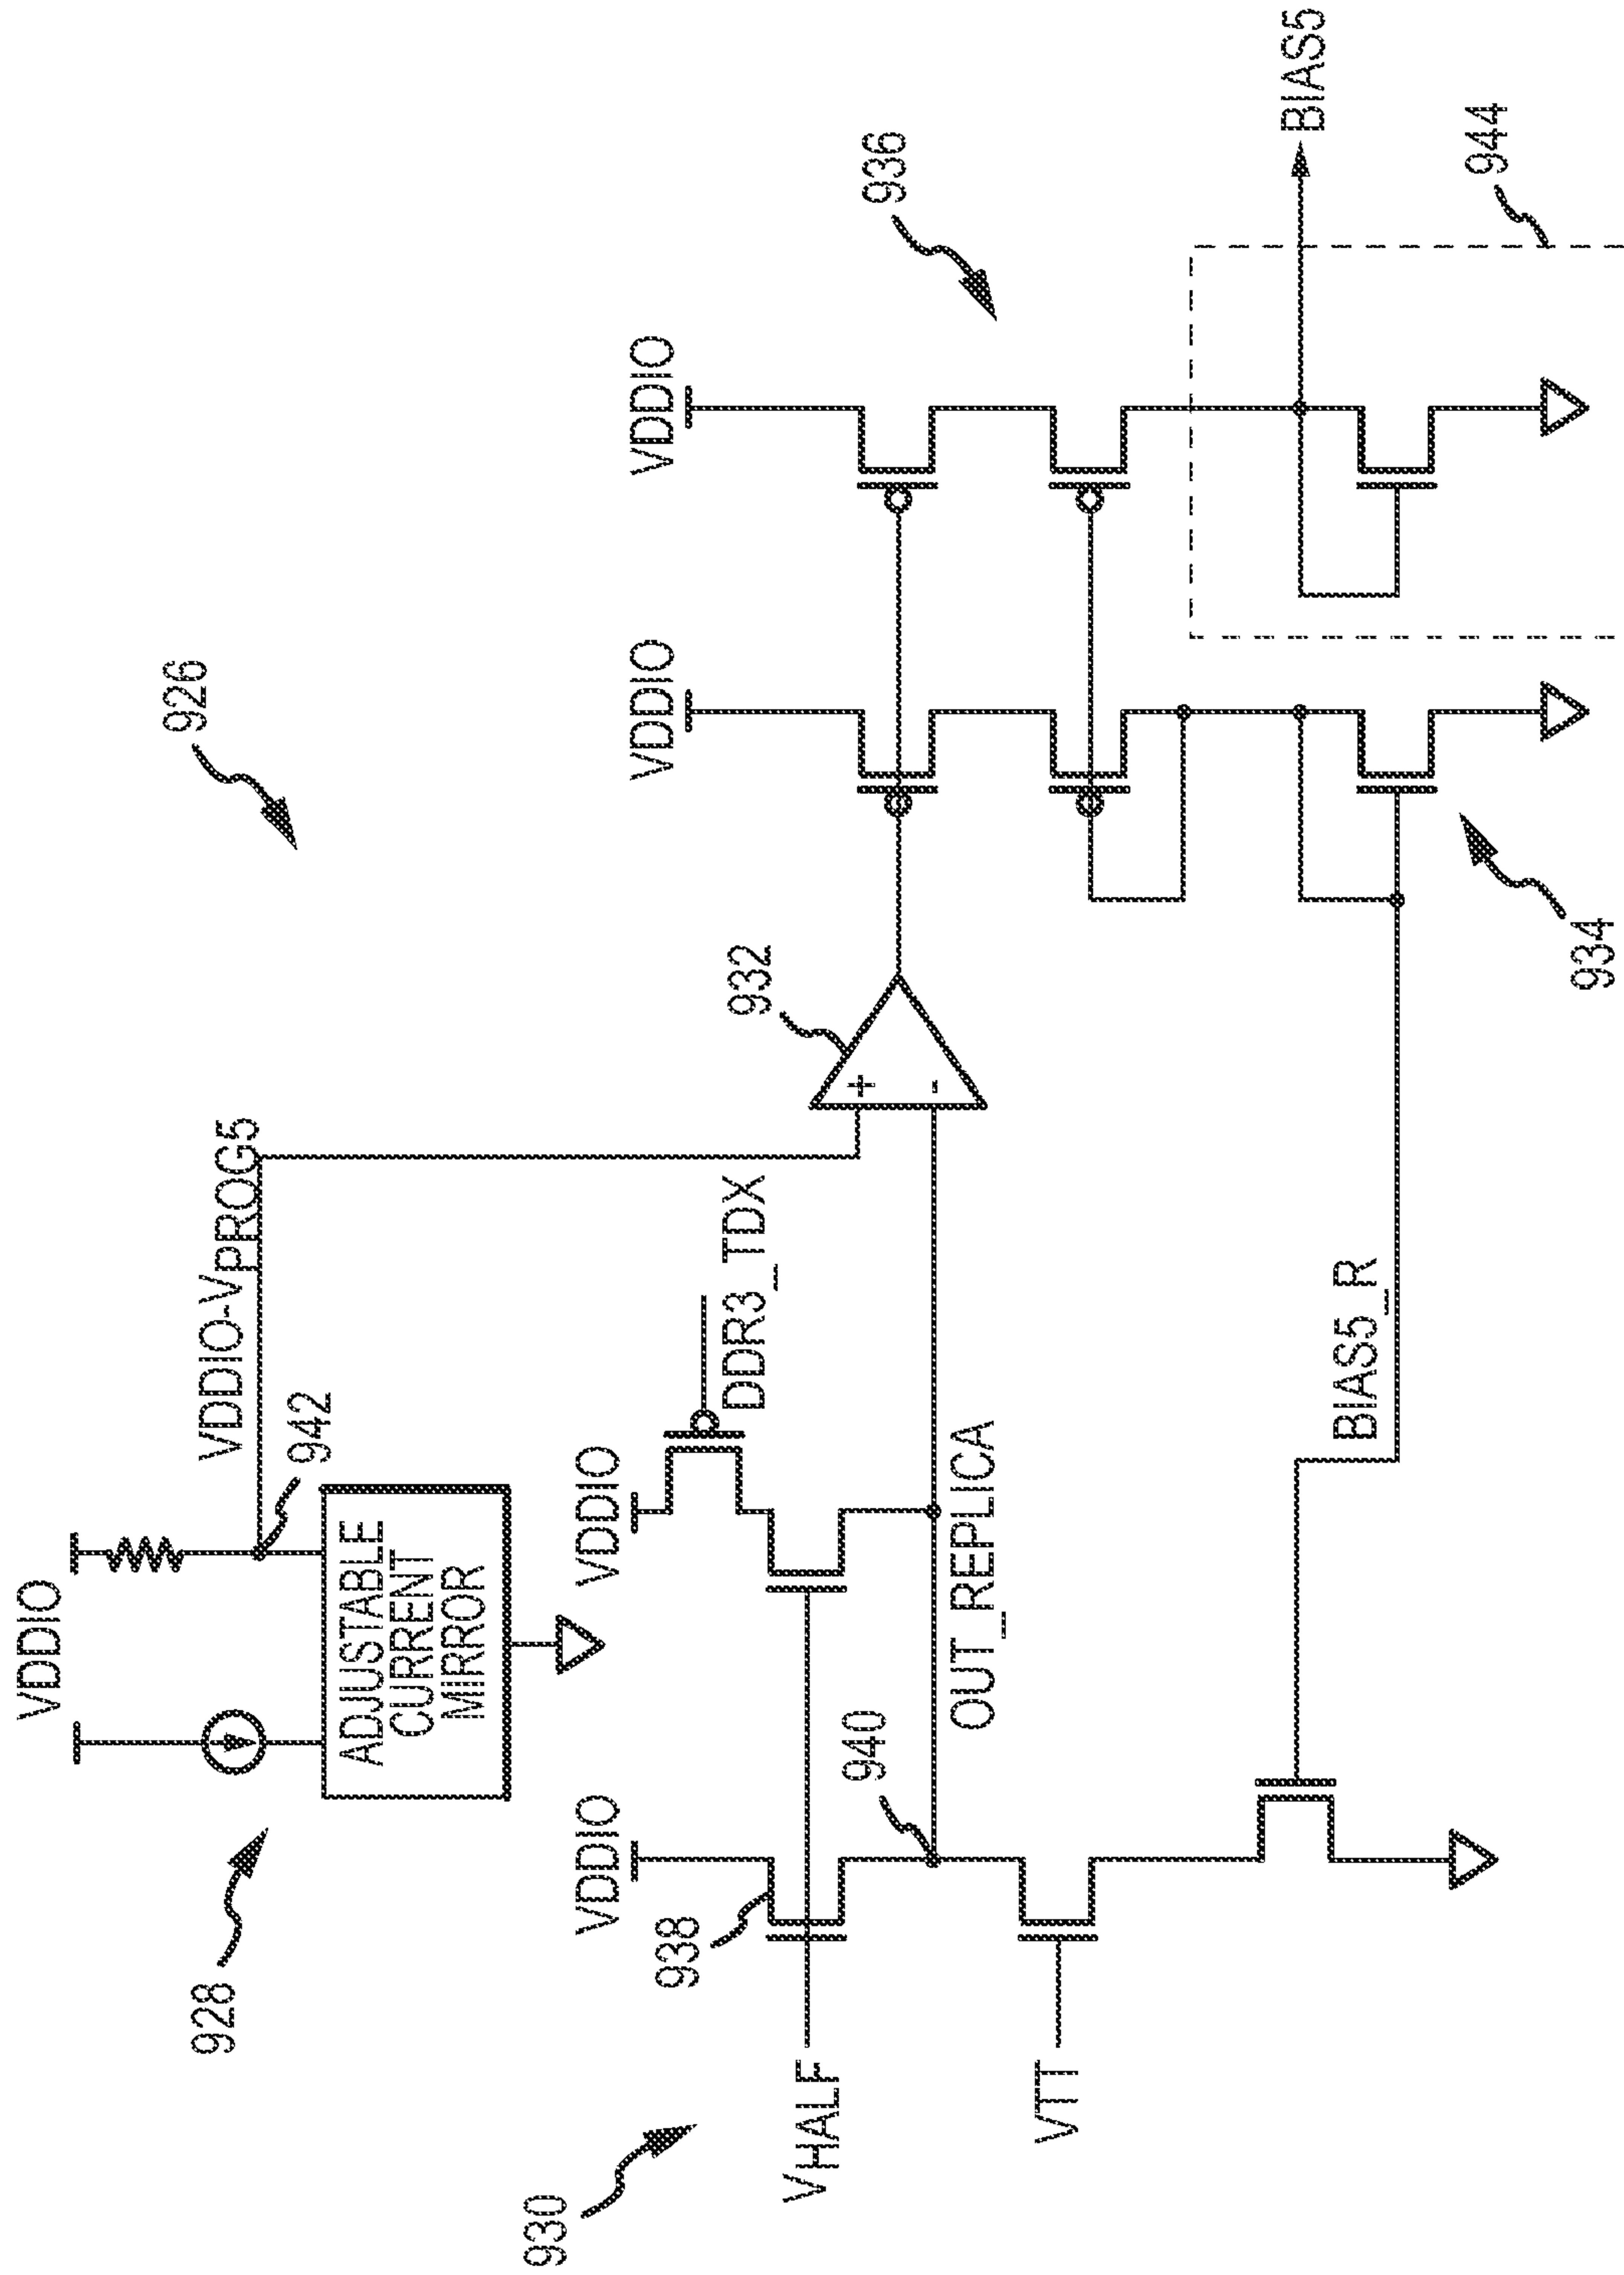 926
VDDIO
VDDIO-VPROG5
942
ADJUSTABLE
CURRENT
MIRROR
928
VDDIO
VDDIO
DDR3_TDX
938
940
932
VDDIO
VDDIO
936
930
VHALF
OUT_REPLICA
VTT
BIAS5_R
BIAS5
934
944
+
-